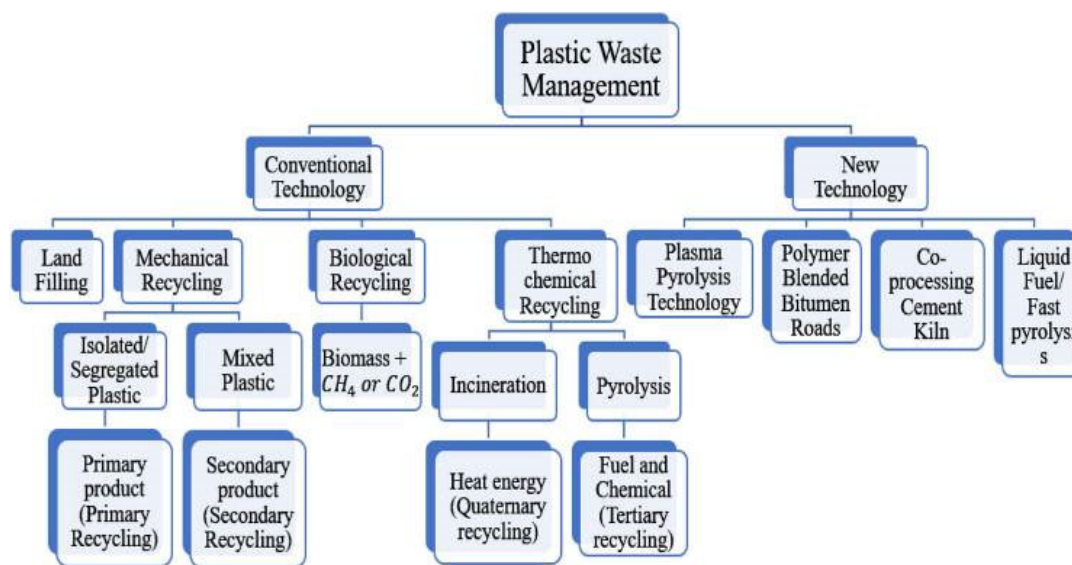 Plastic Waste
Management
Conventional
Technology
New
Technology
Land
Filling
Mechanical
Recycling
Biological
Recycling
Thermo
chemical
Recycling
Plasma
Pyrolysis
Technology
Polymer
Blended
Bitumen
Roads
Co-
processing
Cement
Kiln
Liquid
Fuel/
Fast
pyrolysi
s
Isolated/
Segregated
Plastic
Mixed
Plastic
Biomass +
CH₄ or CO₂
Incineration
Pyrolysis
Primary
product
(Primary
Recycling)
Secondary
product
(Secondary
Recycling)
Heat energy
(Quaternary
recycling)
Fuel and
Chemical
(Tertiary
recycling)